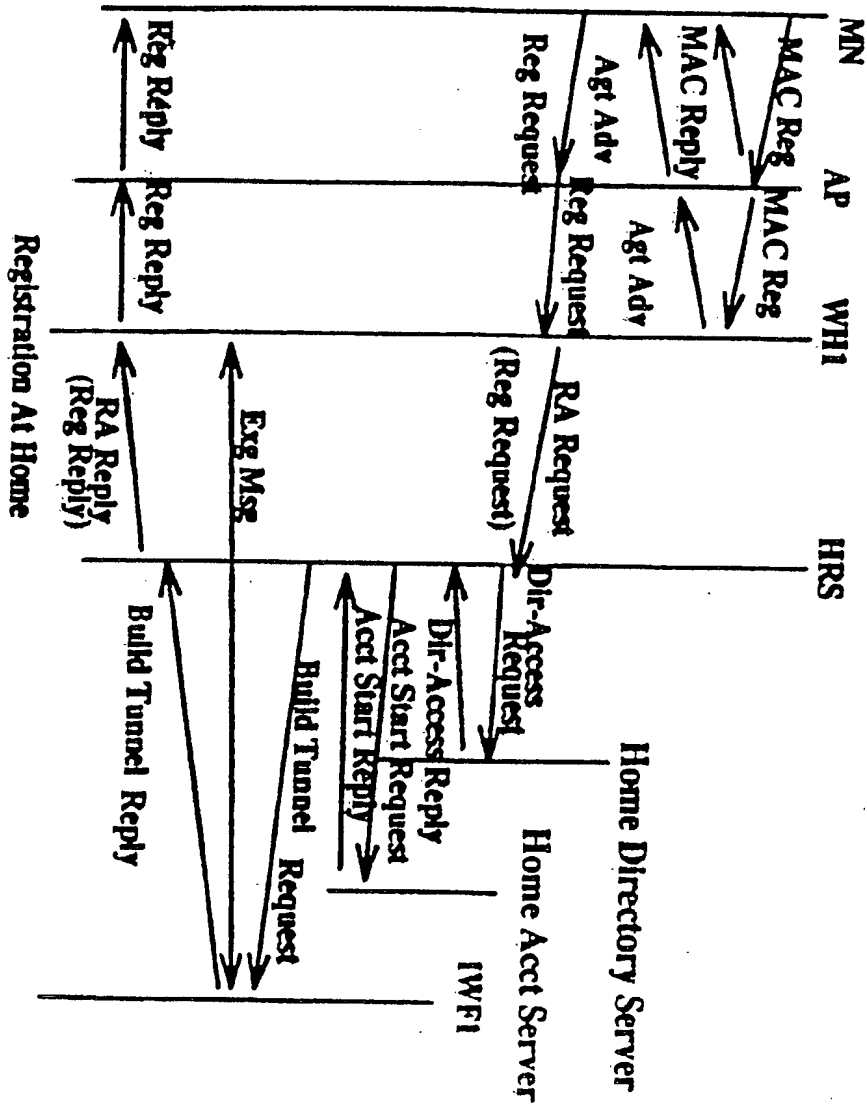 MN
AP
WH1
HRS
Home Directory Server
Home Acct Server
IWF1
MAC Reg
MAC Reg
MAC Reply
Agt Adv
Agt Adv
Reg Request
Reg Request
RA Request
(Reg Request)
Dir-Access
Request
Dir-Access Reply
Acct Start Request
Acct Start Reply
Build Tunnel Request
Exg Msg
Build Tunnel Reply
RA Reply
(Reg Reply)
Reg Reply
Reg Reply
Registration At Home